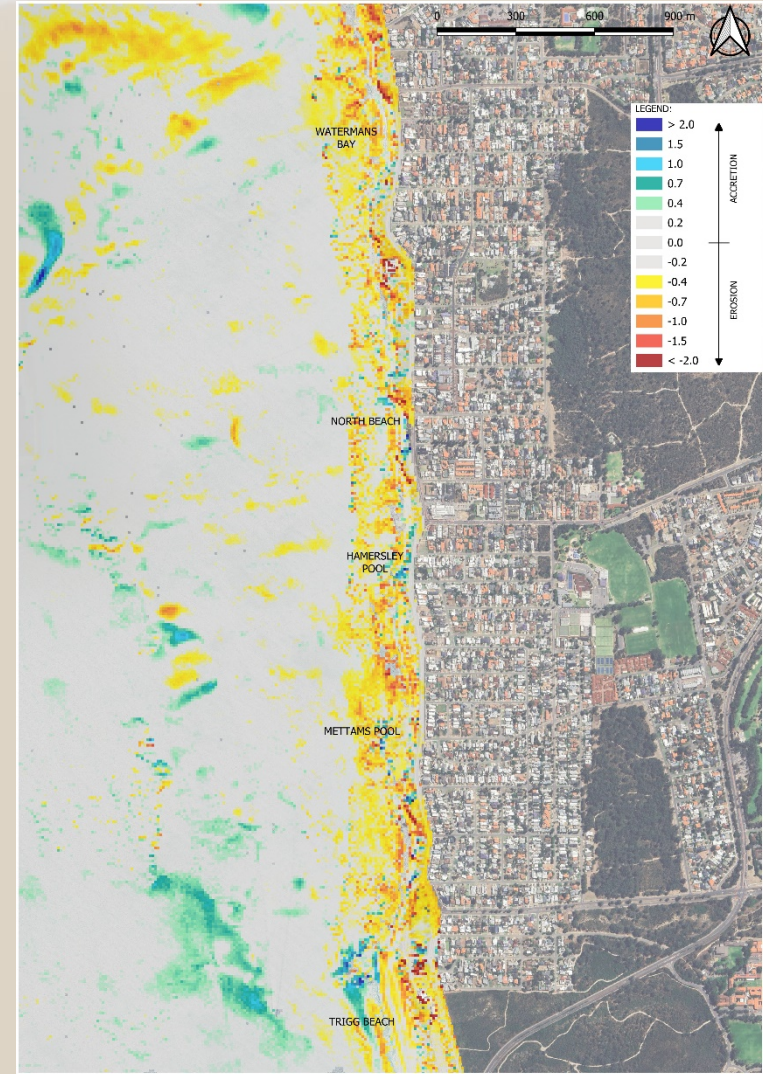 0 300 600 900 m
LEGEND:
> 2.0
1.5
1.0
0.7
0.4
0.2
0.0
-0.2
-0.4
-0.7
-1.0
-1.5
< -2.0
ACCRETION
EROSION
WATERMANS
BAY
NORTH BEACH
HAMERSLEY
POOL
METTAMS POOL
TRIGG BEACH